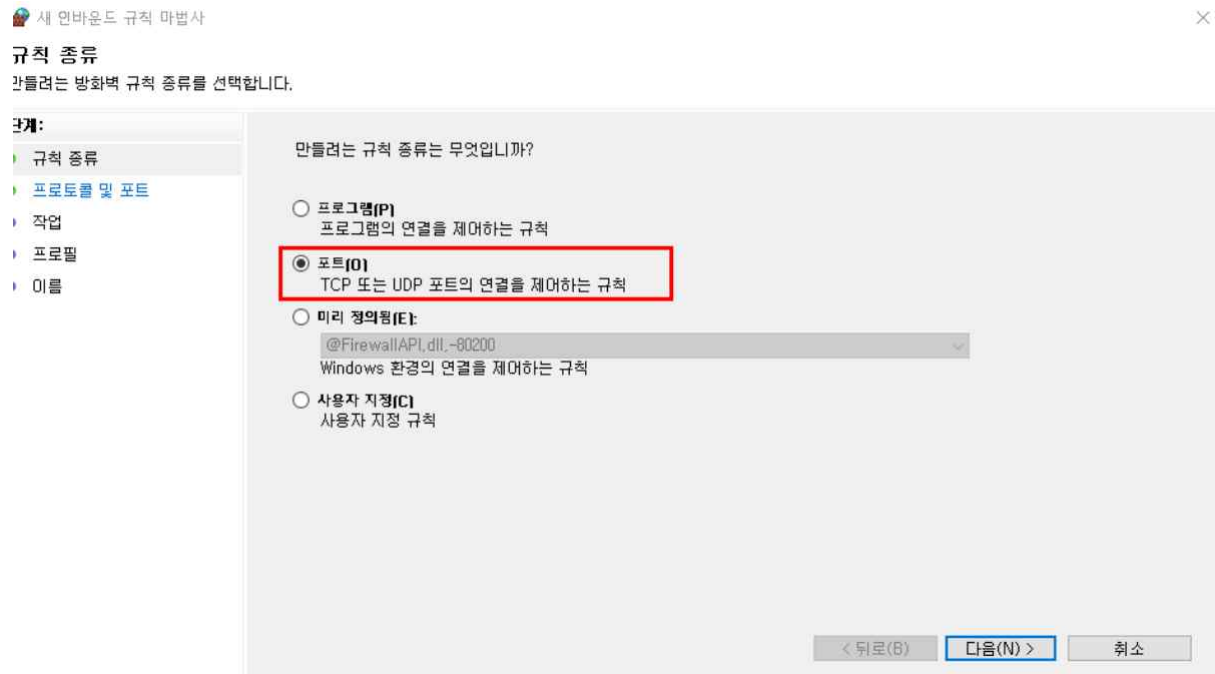 새 인바운드 규칙 마법사
규칙 종류
만들려는 방화벽 규칙 종류를 선택합니다.
단계:
규칙 종류
프로토콜 및 포트
작업
프로필
이름
만들려는 규칙 종류는 무엇입니까?
프로그램(P)
프로그램의 연결을 제어하는 규칙
포트(O)
TCP 또는 UDP 포트의 연결을 제어하는 규칙
미리 정의됨(E):
@FirewallAPI.dll,-80200
Windows 환경의 연결을 제어하는 규칙
사용자 지정(C)
사용자 지정 규칙
< 뒤로(B)
다음(N) >
취소